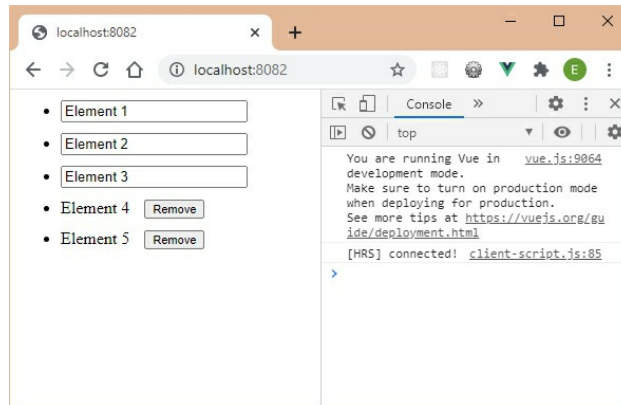 localhost:8082
localhost:8082
E
Element 1
Element 2
Element 3
Element 4 Remove
Element 5 Remove
Console
top
You are running Vue in vue.js:9064
development mode.
Make sure to turn on production mode
when deploying for production.
See more tips at https://vuejs.org/gu
ide/deployment.html
[HRS] connected! client-script.js:85